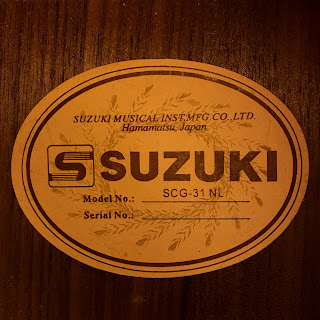 SUZUKI MUSICAL INST.MFG CO., LTD.
Hamamatsu, Japan
S SUZUKI
Model No.: SCG-31 NL
Serial No.: